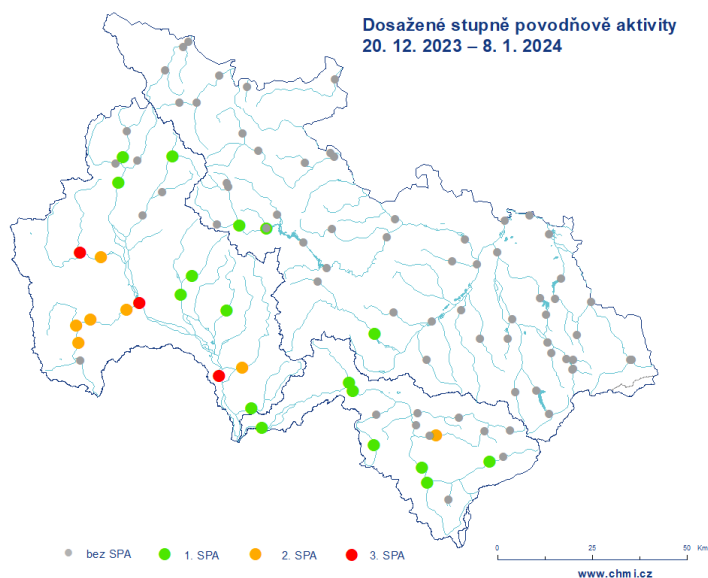 Dosažené stupně povodňově aktivity
20. 12. 2023 – 8. 1. 2024
bez SPA
1. SPA
2. SPA
3. SPA
0 25 50 Km
www.chmi.cz